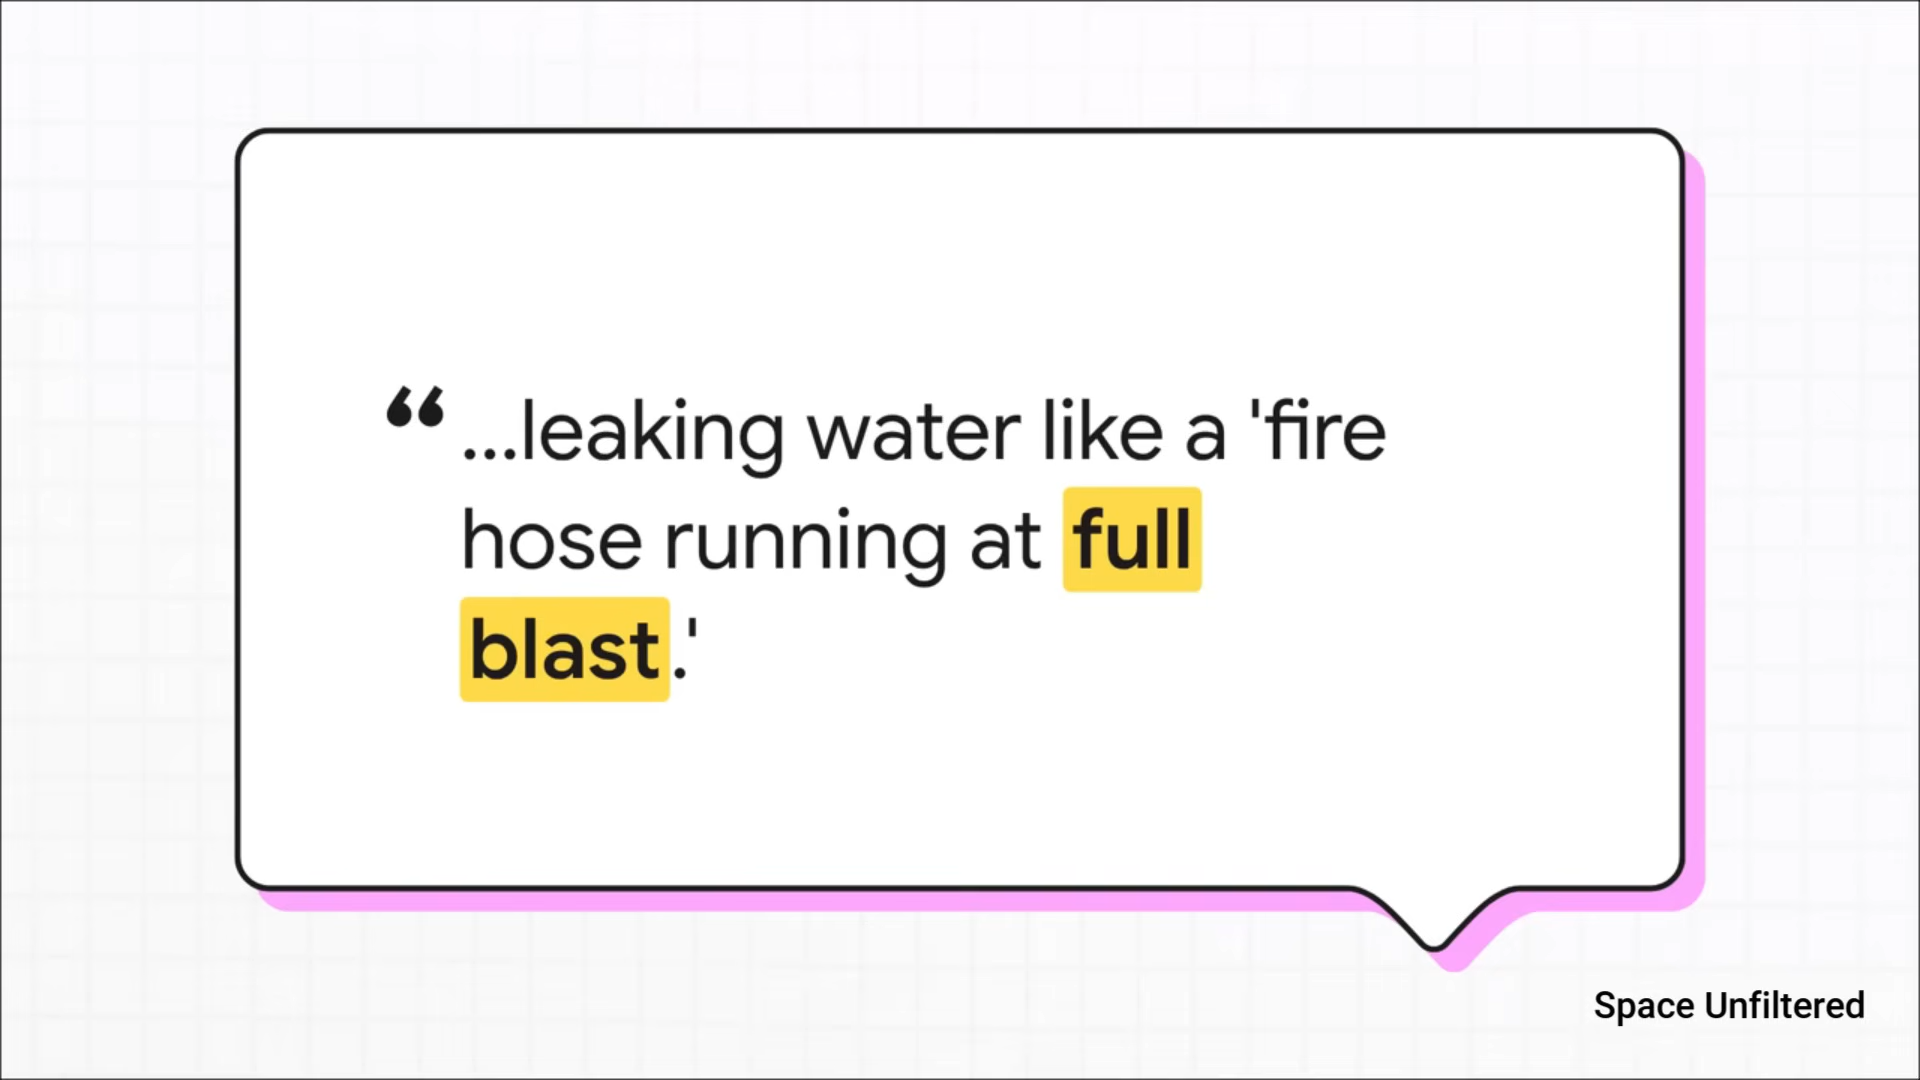 “...leaking water like a 'fire
hose running at full
blast.'
Space Unfiltered